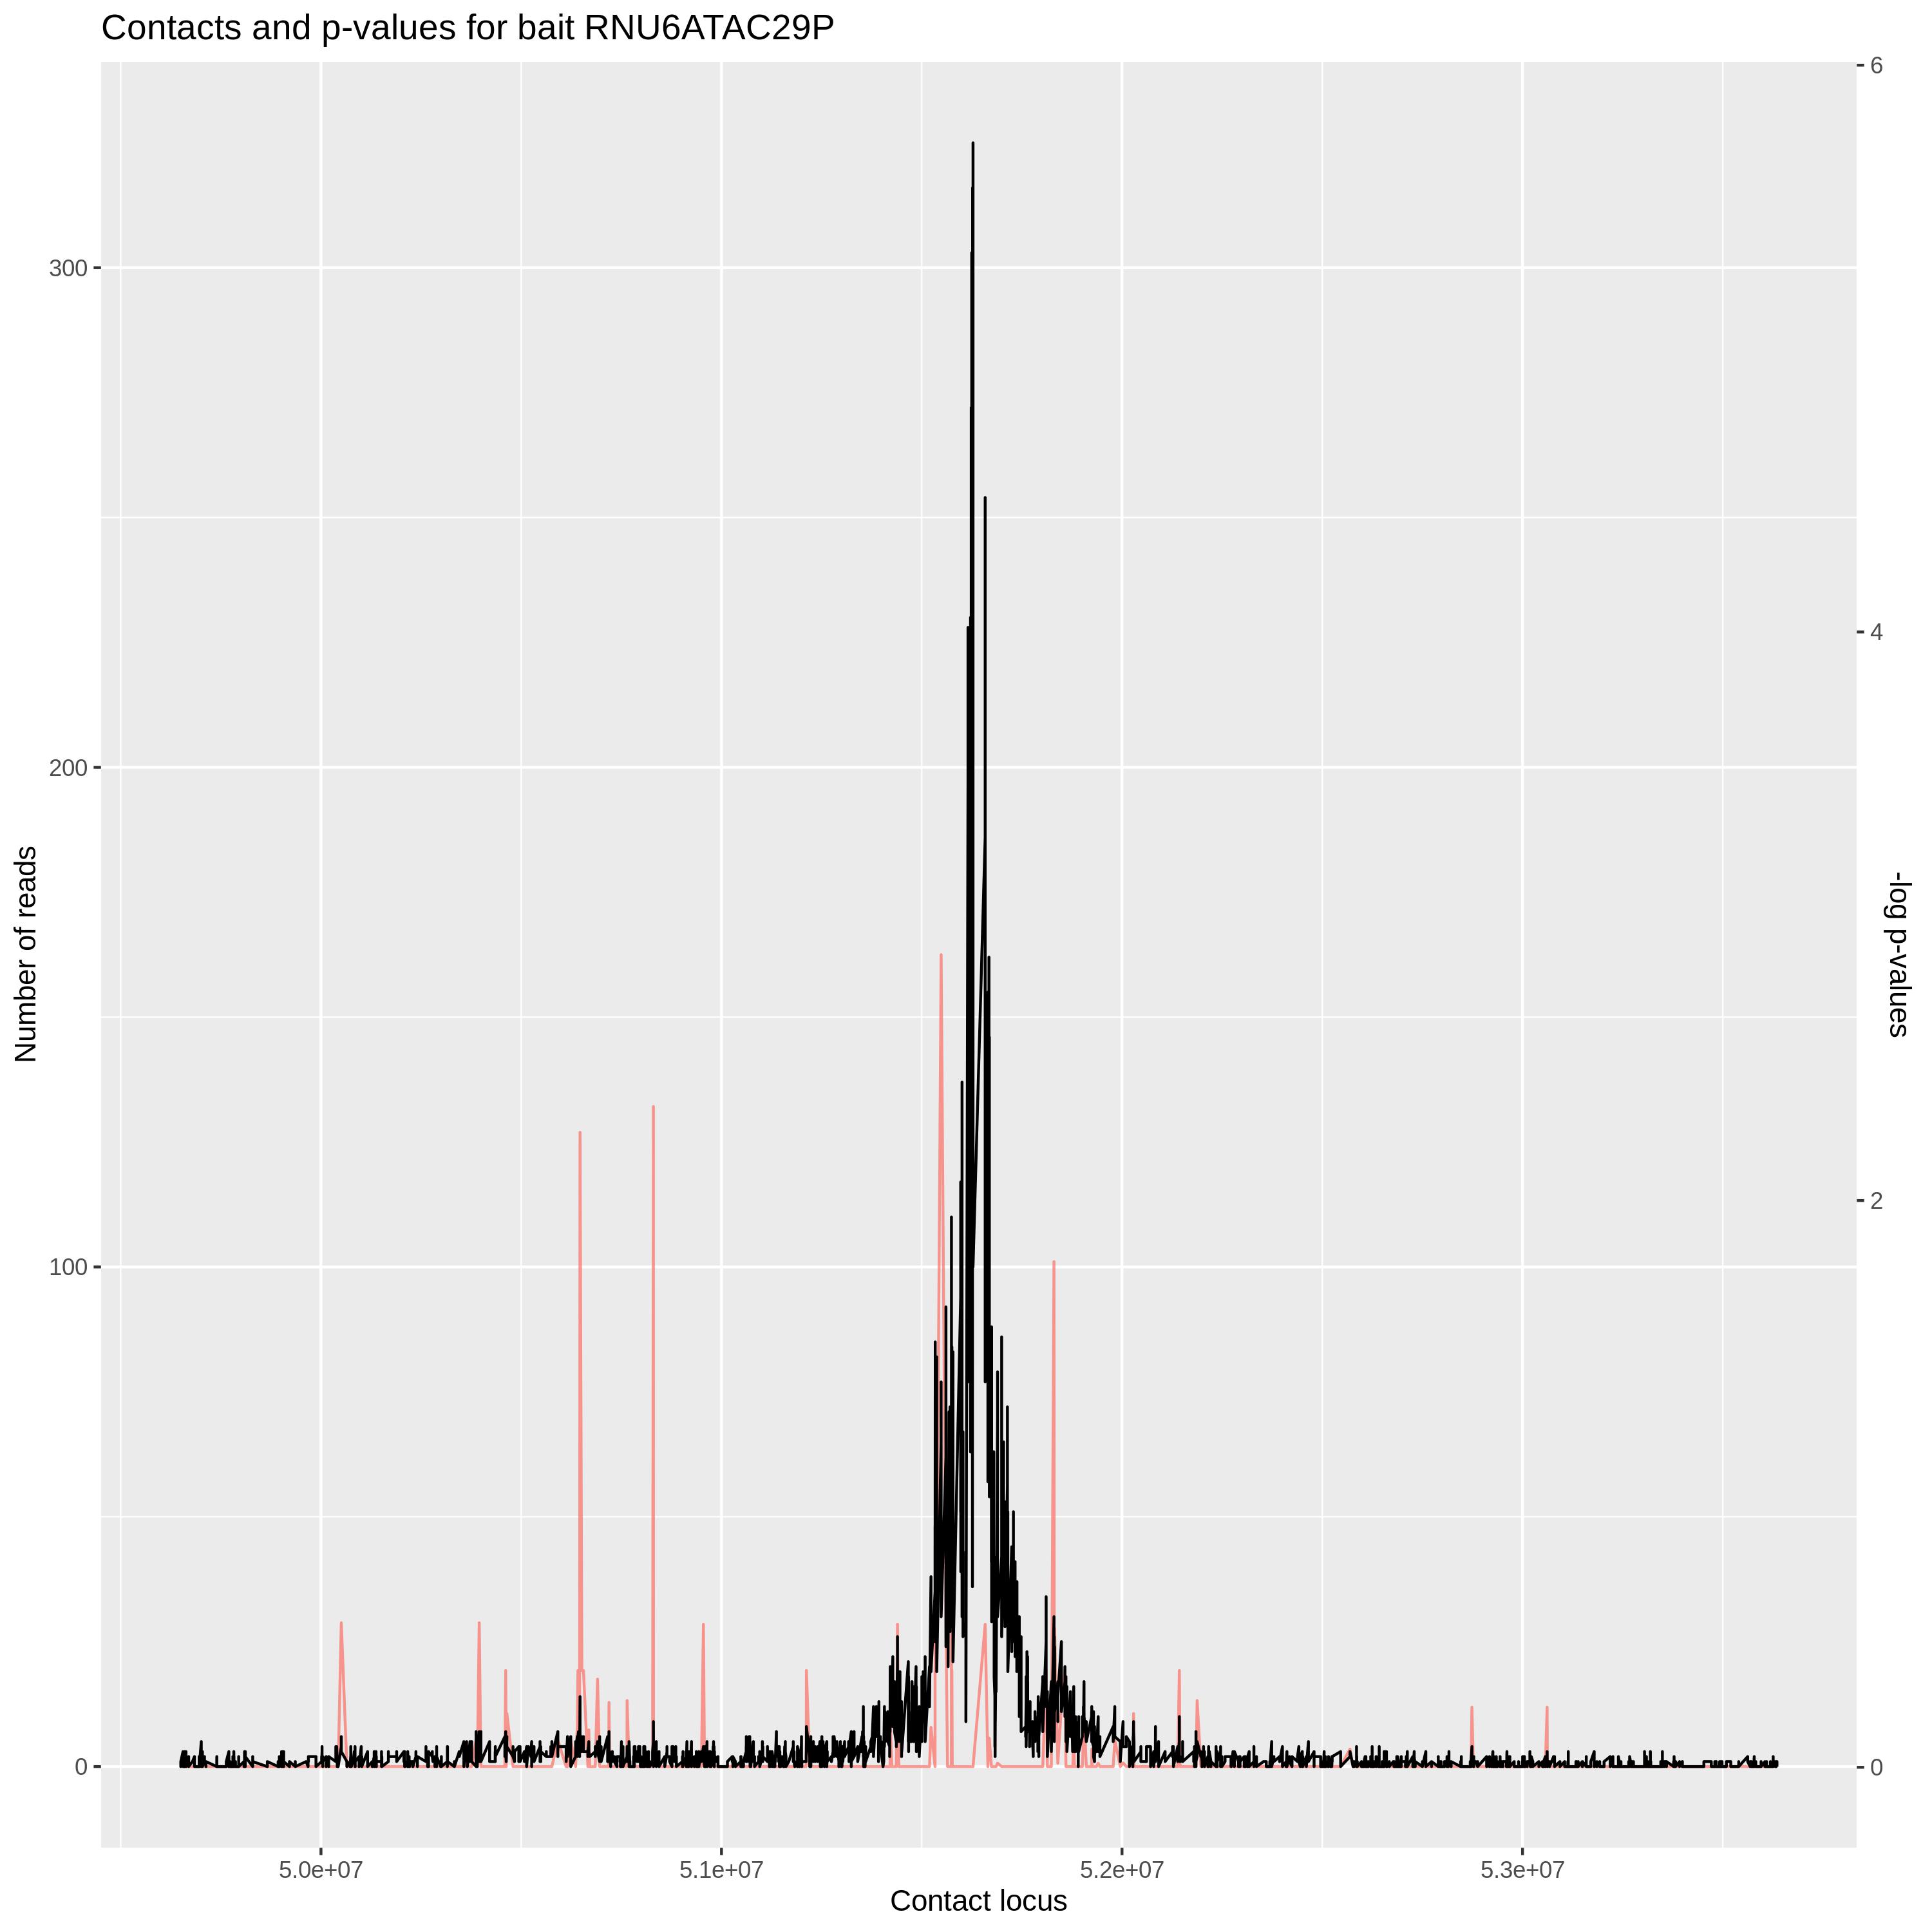 Contacts and p-values for bait RNU6ATAC29P
Number of reads
300
200
100
0
6
4
2
0
-log p-values
5.0e+07
5.1e+07
5.2e+07
5.3e+07
Contact locus